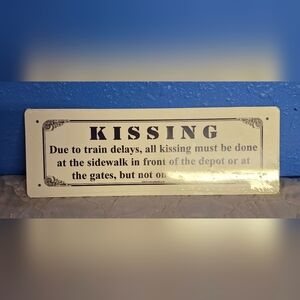 KISSING
Due to train delays, all kissing must be done
at the sidewalk in front of the depot or at
the gates, but not on